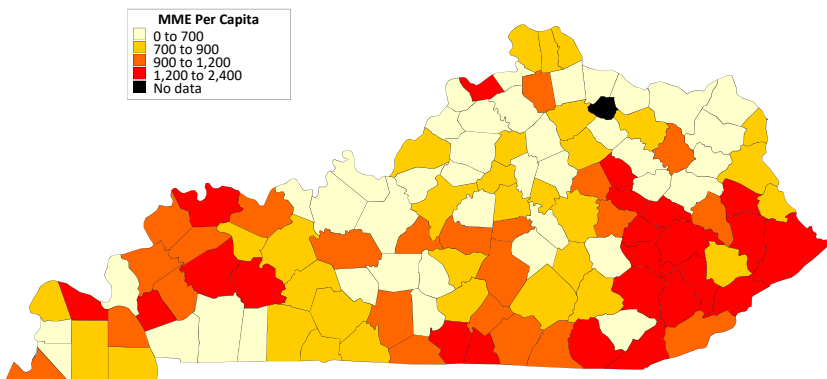 MME Per Capita
0 to 700
700 to 900
900 to 1,200
1,200 to 2,400
No data